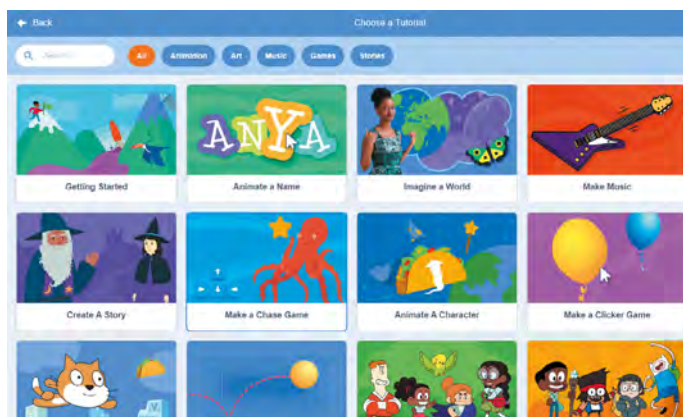 Back
Choose a Tutorial
Search
All
Animation
Art
Music
Games
Stories
ANYA
Getting Started
Animate a Name
Imagine a World
Make Music
Create A Story
Make a Chase Game
Animate A Character
Make a Clicker Game